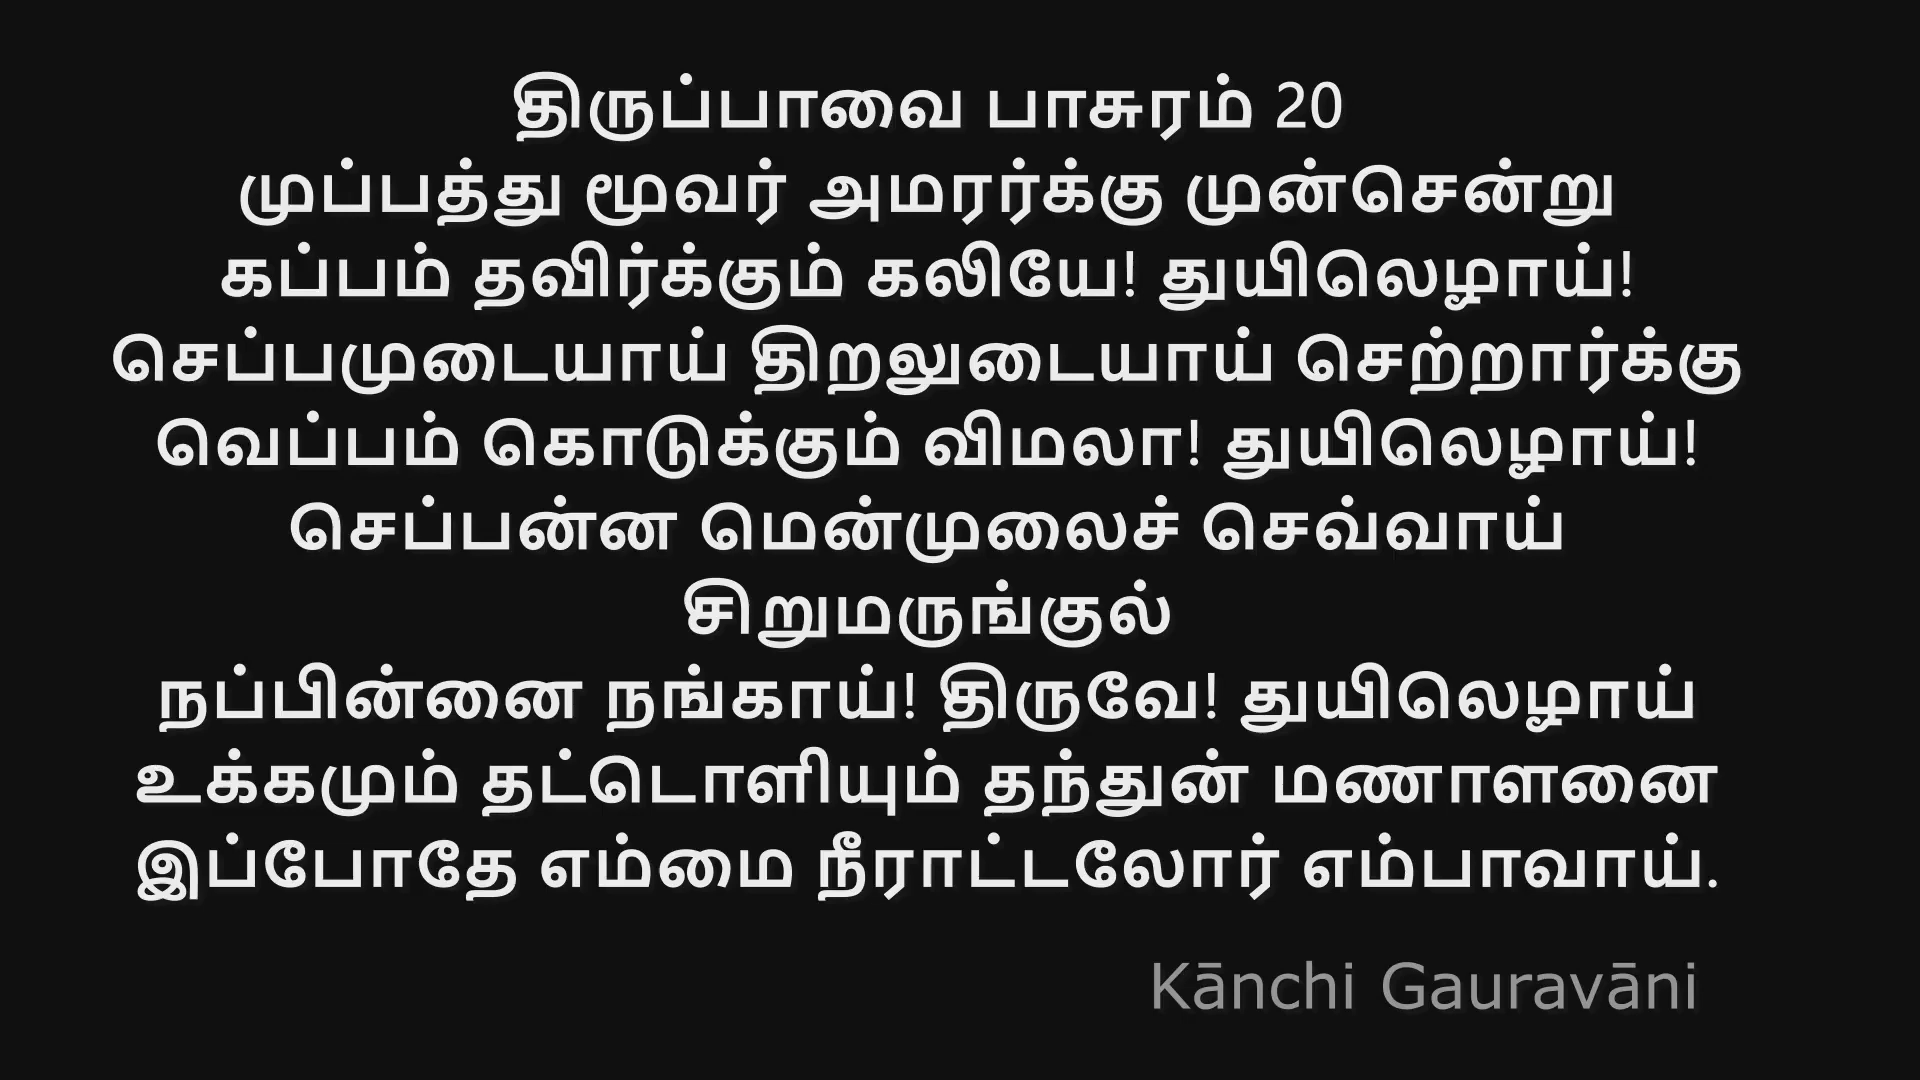 திருப்பாவை பாசுரம் 20
முப்பத்து மூவர் அமரர்க்கு முன்சென்று
கப்பம் தவிர்க்கும் கலியே! துயிலெழாய்!
செப்பமுடையாய் திறலுடையாய் செற்றார்க்கு
வெப்பம் கொடுக்கும் விமலா! துயிலெழாய்!
செப்பன்ன மென்முலைச் செவ்வாய்
சிறுமருங்குல்
நப்பின்னை நங்காய்! திருவே! துயிலெழாய்
உக்கமும் தட்டொளியும் தந்துன் மணாளனை
இப்போதே எம்மை நீராட்டலோர் எம்பாவாய்.
Kānchi Gauravāni